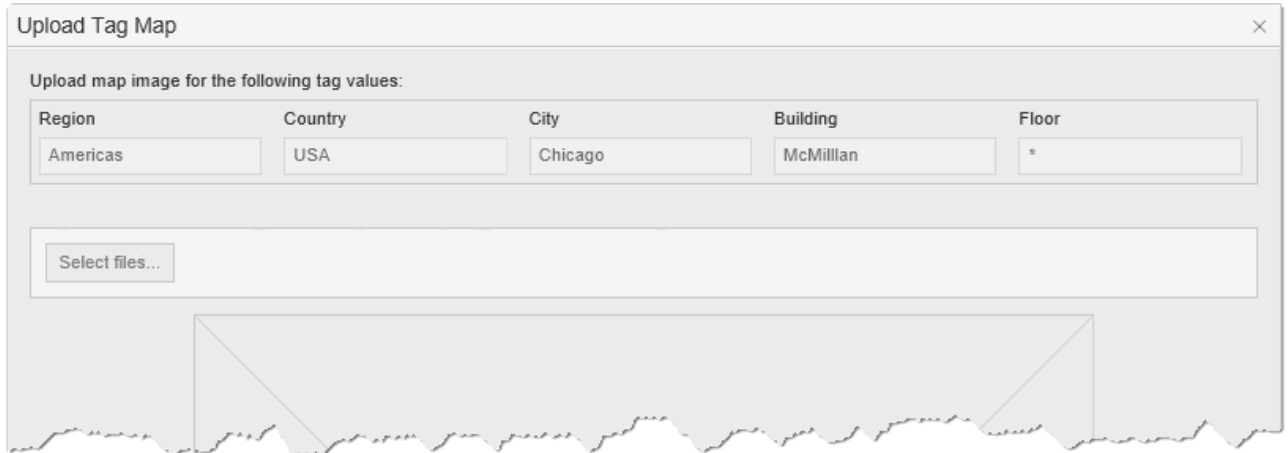 Upload Tag Map
Upload map image for the following tag values:
Region Country City Building Floor
Americas USA Chicago McMilllan *
Select files...